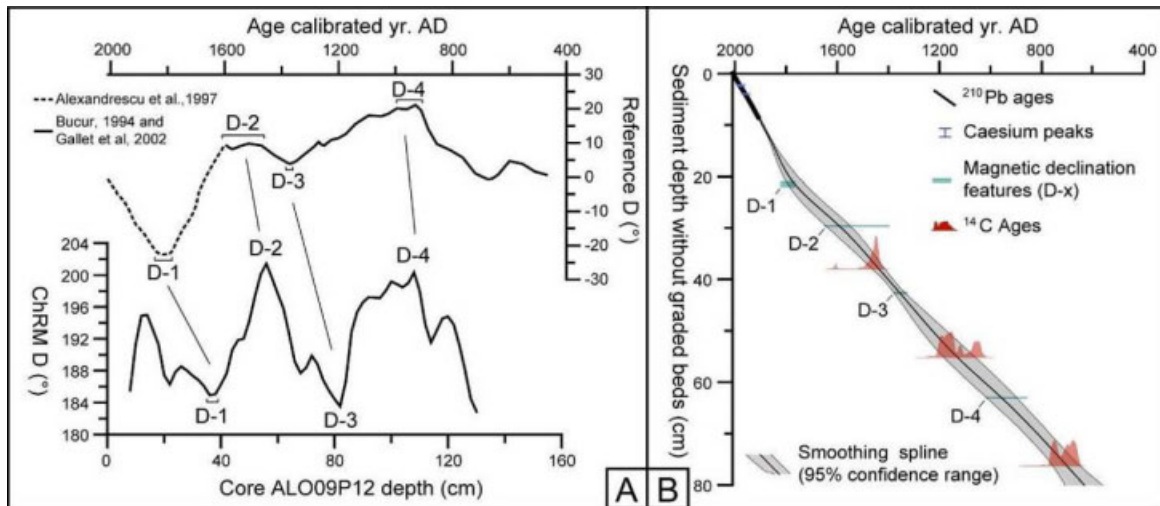 Age calibrated yr. AD
2000 1600 1200 800 400
Alexandrescu et al.,1997
Bucur, 1994 and
Gallet et al, 2002
D-1
D-2
D-3
D-4
30
20
10
0
-10
-20
-30
Reference D (°)
204
200
196
192
188
184
180
ChRM D (°)
D-1
D-2
D-3
D-4
0 40 80 120 160
Core ALO09P12 depth (cm)
A
Age calibrated yr. AD
2000 1600 1200 800 400
0
20
40
60
80
Sediment depth without graded beds (cm)
²¹⁰Pb ages
Caesium peaks
Magnetic declination
features (D-x)
¹⁴C Ages
D-1
D-2
D-3
D-4
Smoothing spline
(95% confidence range)
B